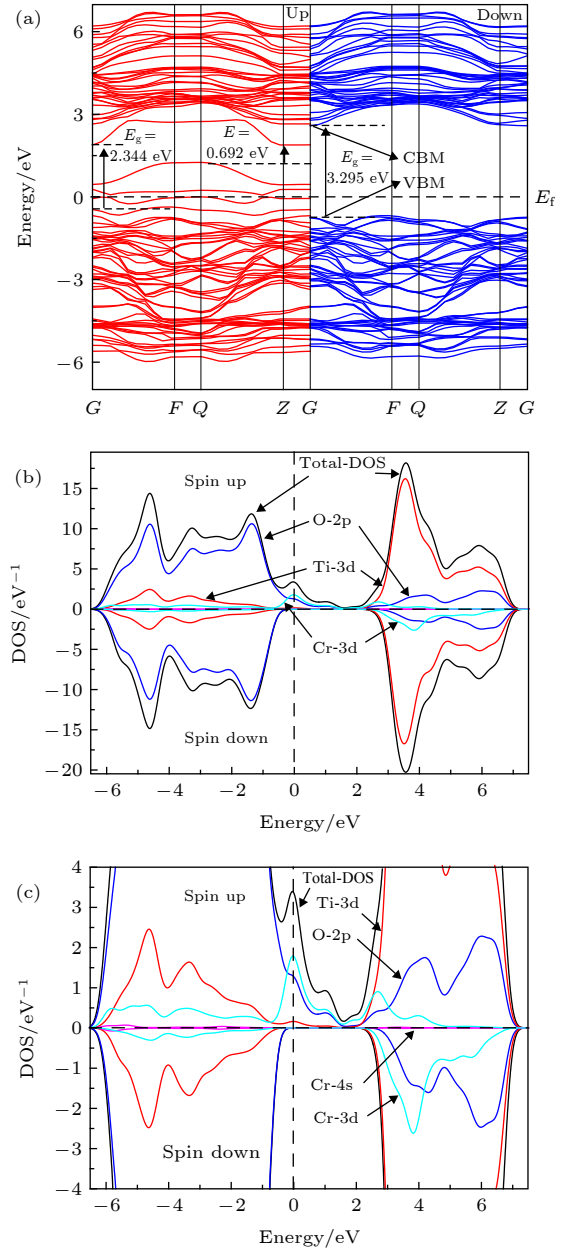 (a)
Up
Down
6
3
0
−3
−6
Energy/eV
E_g =
2.344 eV
E =
0.692 eV
E_g =
3.295 eV
CBM
VBM
E_f
G F Q Z G F Q Z G
(b)
Spin up
Total-DOS
O-2p
Ti-3d
Cr-3d
Spin down
15
10
5
0
−5
−10
−15
−20
DOS/eV⁻¹
−6 −4 −2 0 2 4 6
Energy/eV
(c)
Spin up
Total-DOS
Ti-3d
O-2p
Cr-4s
Cr-3d
Spin down
4
3
2
1
0
−1
−2
−3
−4
DOS/eV⁻¹
−6 −4 −2 0 2 4 6
Energy/eV